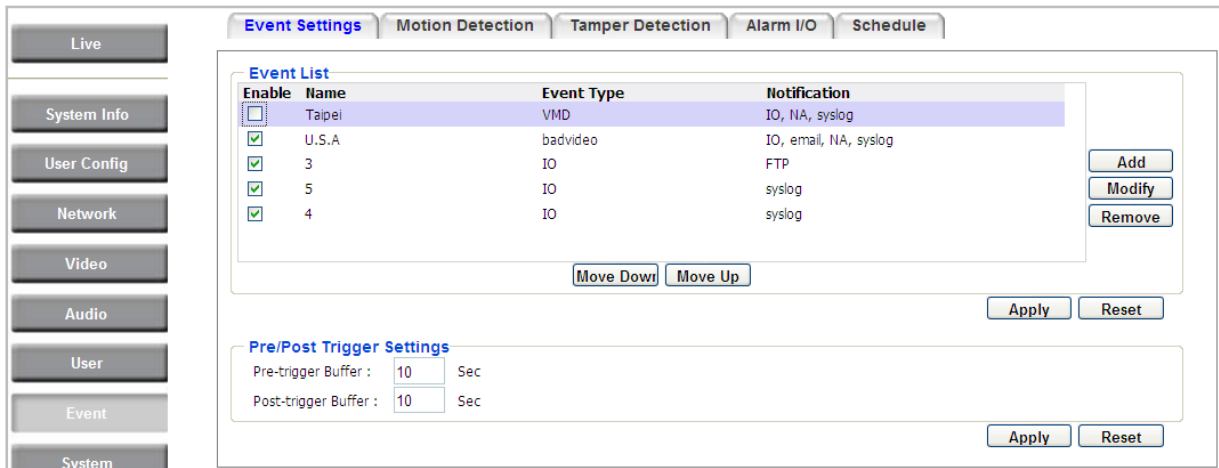 Live
System Info
User Config
Network
Video
Audio
User
Event
System
Event Settings Motion Detection Tamper Detection Alarm I/O Schedule
Event List
Enable Name Event Type Notification
Taipei VMD IO, NA, syslog
U.S.A badvideo IO, email, NA, syslog
3 IO FTP
5 IO syslog
4 IO syslog
Add
Modify
Remove
Move Down Move Up
Apply Reset
Pre/Post Trigger Settings
Pre-trigger Buffer : 10 Sec
Post-trigger Buffer : 10 Sec
Apply Reset